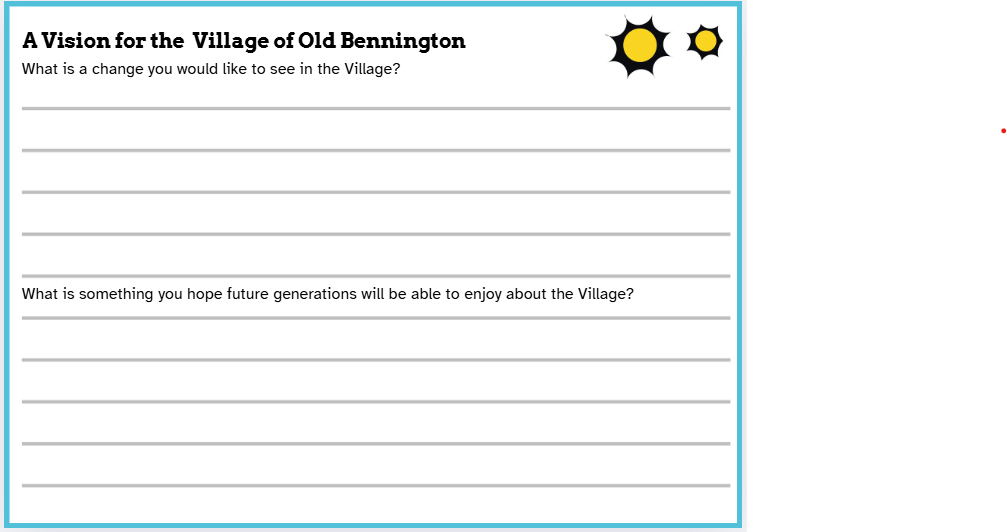 A Vision for the Village of Old Bennington
What is a change you would like to see in the Village?
What is something you hope future generations will be able to enjoy about the Village?